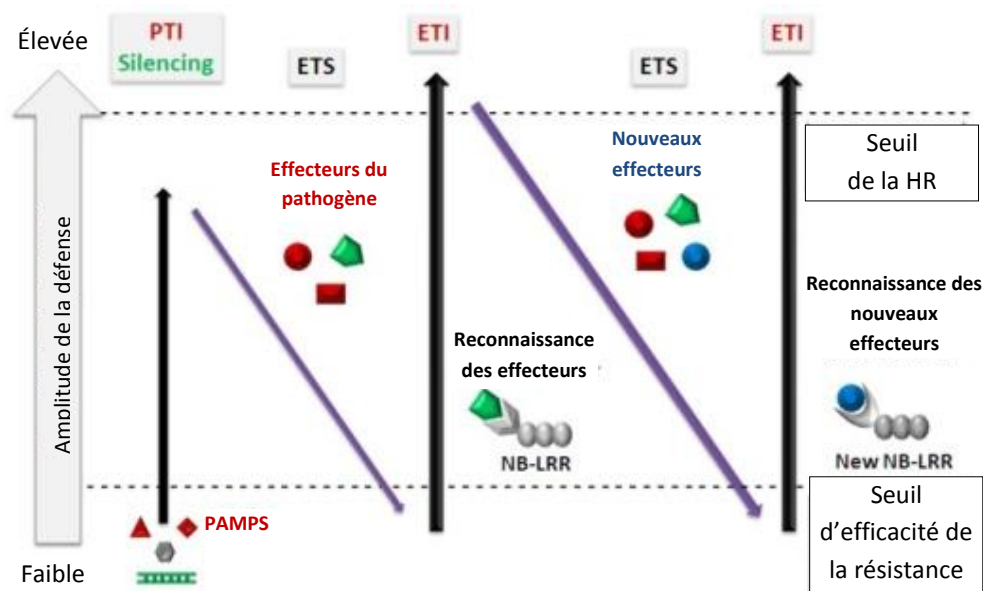 Élevée
PTI
Silencing
ETS
ETI
ETS
ETI
Effecteurs du
pathogène
Nouveaux
effecteurs
Seuil
de la HR
Amplitude de la défense
Reconnaissance
des effecteurs
NB-LRR
Reconnaissance des
nouveaux
effecteurs
New NB-LRR
PAMPS
Seuil
d'efficacité de
la résistance
Faible